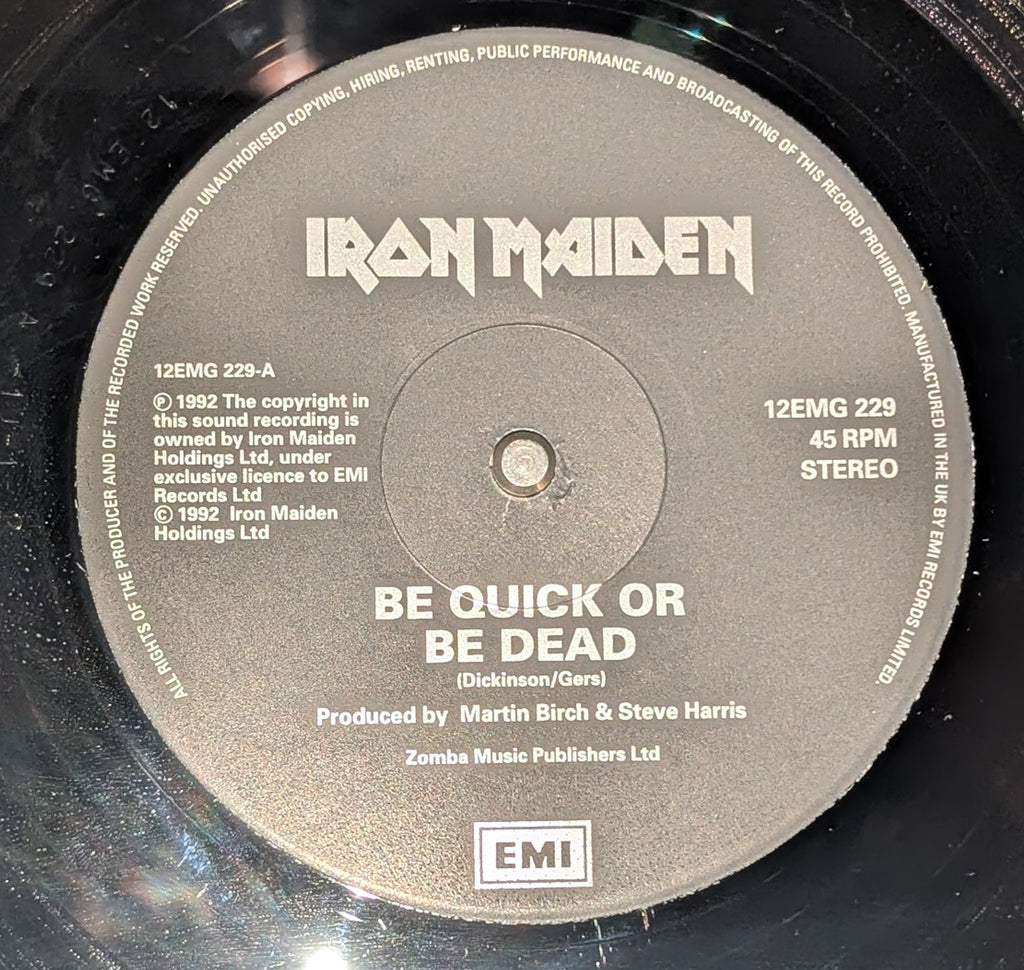 ALL RIGHTS OF THE PRODUCER AND OF THE RECORDED WORK RESERVED. UNAUTHORISED COPYING, HIRING, RENTING, PUBLIC PERFORMANCE AND BROADCASTING OF THIS RECORD PROHIBITED. MANUFACTURED IN THE UK BY EMI RECORDS LIMITED.
IRON MAIDEN
12EMG 229-A
℗ 1992 The copyright in
this sound recording is
owned by Iron Maiden
Holdings Ltd, under
exclusive licence to EMI
Records Ltd
© 1992 Iron Maiden
Holdings Ltd
12EMG 229
45 RPM
STEREO
BE QUICK OR
BE DEAD
(Dickinson/Gers)
Produced by Martin Birch & Steve Harris
Zomba Music Publishers Ltd
EMI